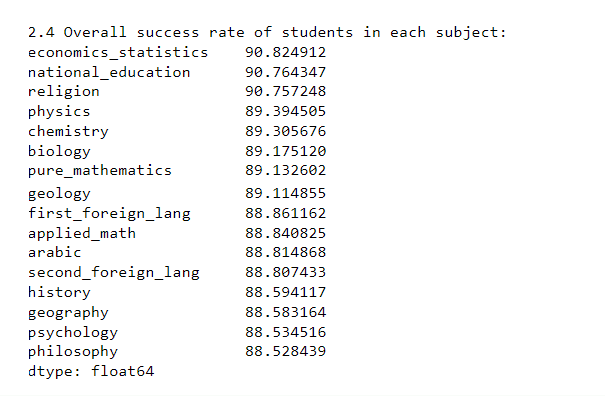 2.4 Overall success rate of students in each subject:
economics_statistics    90.824912
national_education      90.764347
religion                90.757248
physics                 89.394505
chemistry               89.305676
biology                 89.175120
pure_mathematics        89.132602
geology                 89.114855
first_foreign_lang      88.861162
applied_math            88.840825
arabic                  88.814868
second_foreign_lang     88.807433
history                 88.594117
geography               88.583164
psychology              88.534516
philosophy              88.528439
dtype: float64